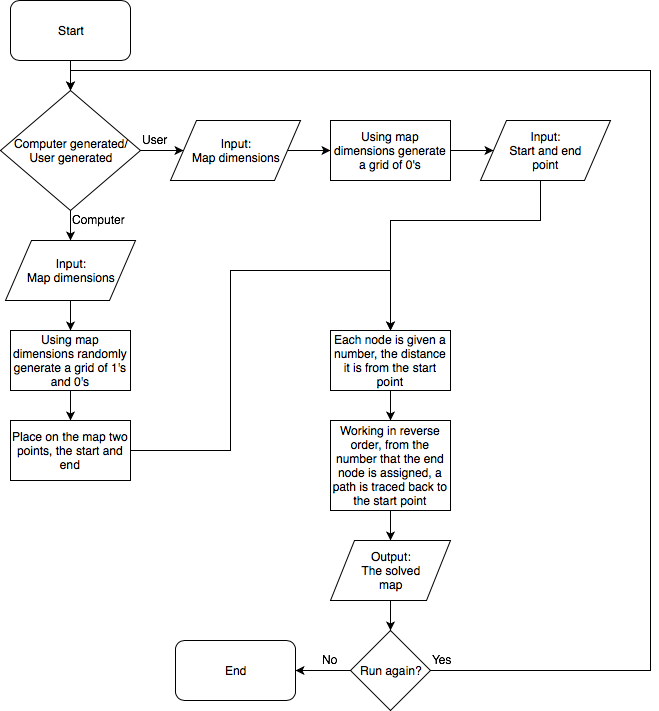 Start
Computer generated/
User generated
User
Input:
Map dimensions
Using map
dimensions generate
a grid of 0's
Input:
Start and end
point
Computer
Input:
Map dimensions
Using map
dimensions randomly
generate a grid of 1's
and 0's
Place on the map two
points, the start and
end
Each node is given a
number, the distance
it is from the start
point
Working in reverse
order, from the
number that the end
node is assigned, a
path is traced back to
the start point
Output:
The solved
map
Run again?
No
Yes
End